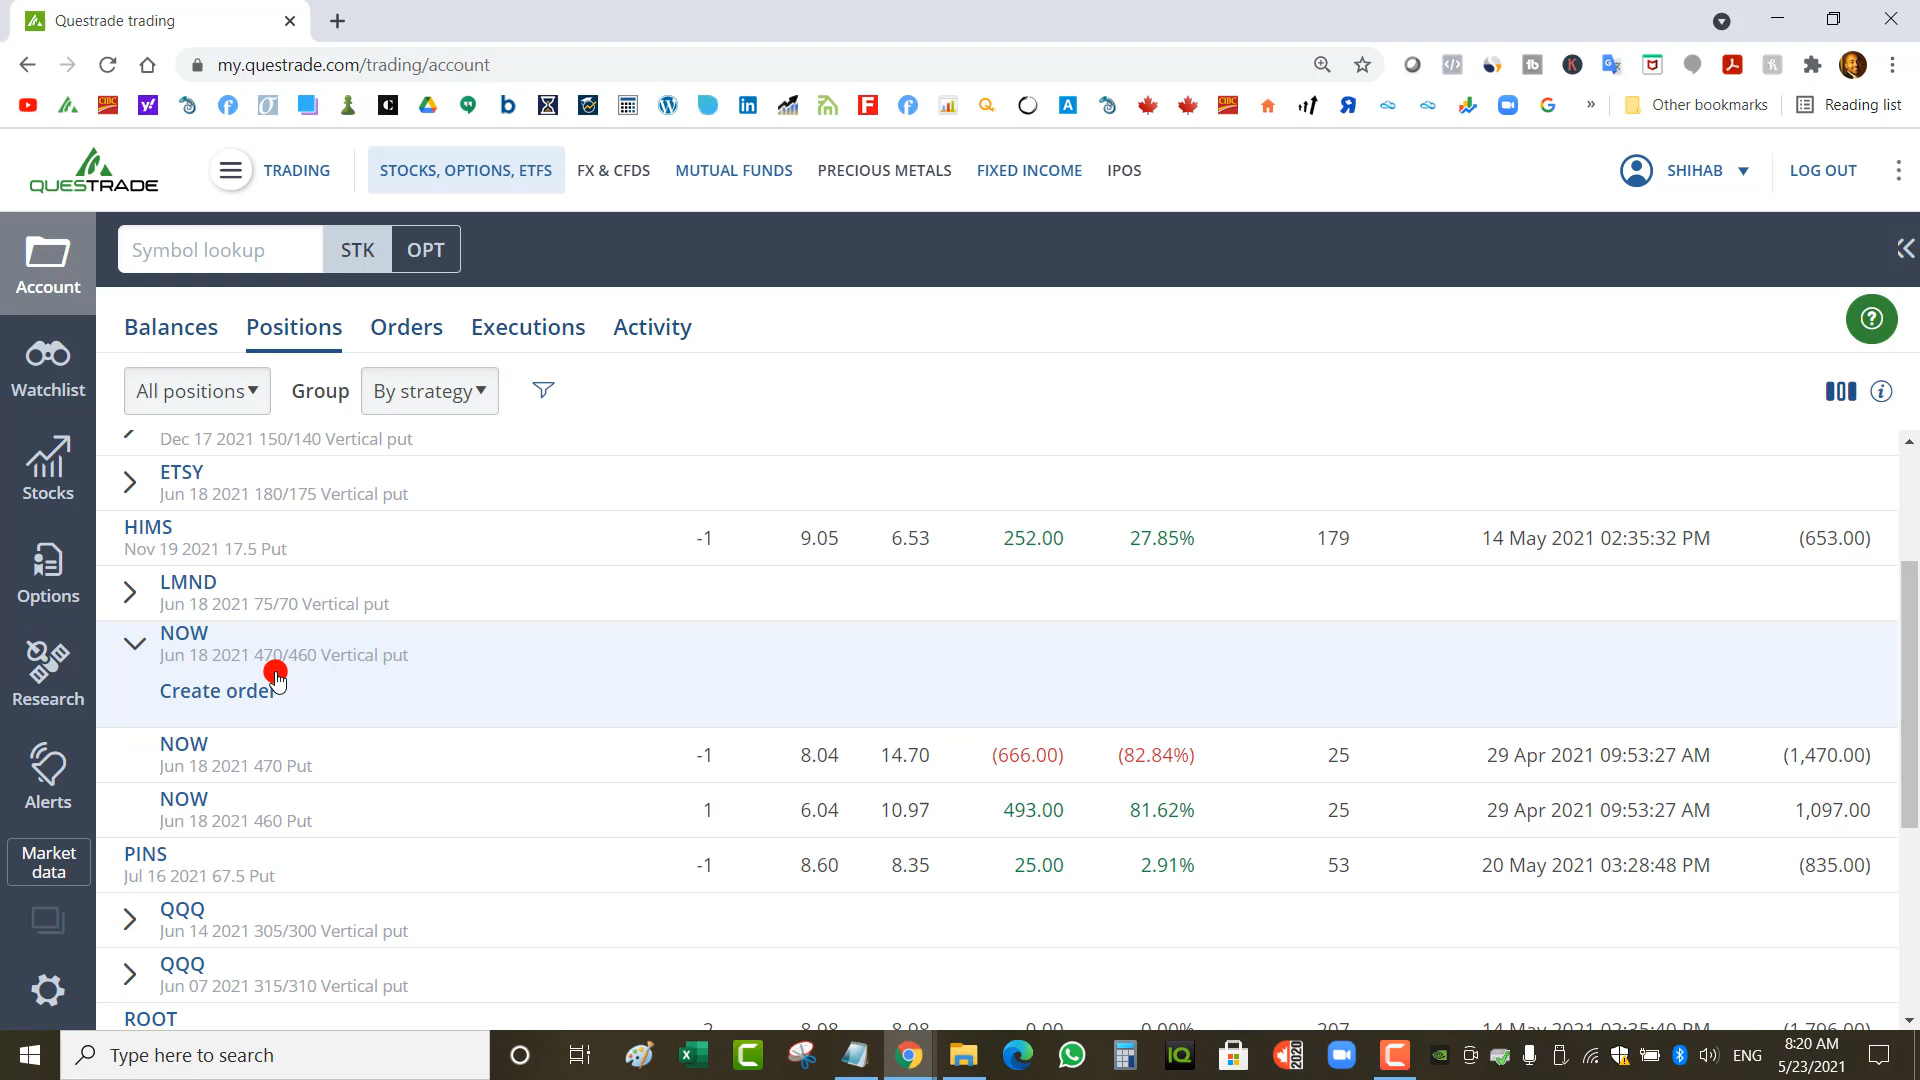 Questrade trading
my.questrade.com/trading/account
Other bookmarks
Reading list
QUESTRADE
TRADING
STOCKS, OPTIONS, ETFS
FX & CFDS
MUTUAL FUNDS
PRECIOUS METALS
FIXED INCOME
IPOS
SHIHAB
LOG OUT
Symbol lookup
STK
OPT
Account
Watchlist
Stocks
Options
Research
Alerts
Market
data
Balances
Positions
Orders
Executions
Activity
All positions
Group
By strategy
Dec 17 2021 150/140 Vertical put
ETSY
Jun 18 2021 180/175 Vertical put
HIMS
Nov 19 2021 17.5 Put
-1 9.05 6.53 252.00 27.85% 179 14 May 2021 02:35:32 PM (653.00)
LMND
Jun 18 2021 75/70 Vertical put
NOW
Jun 18 2021 470/460 Vertical put
Create order
NOW
Jun 18 2021 470 Put
-1 8.04 14.70 (666.00) (82.84%) 25 29 Apr 2021 09:53:27 AM (1,470.00)
NOW
Jun 18 2021 460 Put
1 6.04 10.97 493.00 81.62% 25 29 Apr 2021 09:53:27 AM 1,097.00
PINS
Jul 16 2021 67.5 Put
-1 8.60 8.35 25.00 2.91% 53 20 May 2021 03:28:48 PM (835.00)
QQQ
Jun 14 2021 305/300 Vertical put
QQQ
Jun 07 2021 315/310 Vertical put
ROOT
Type here to search
ENG
8:20 AM
5/23/2021